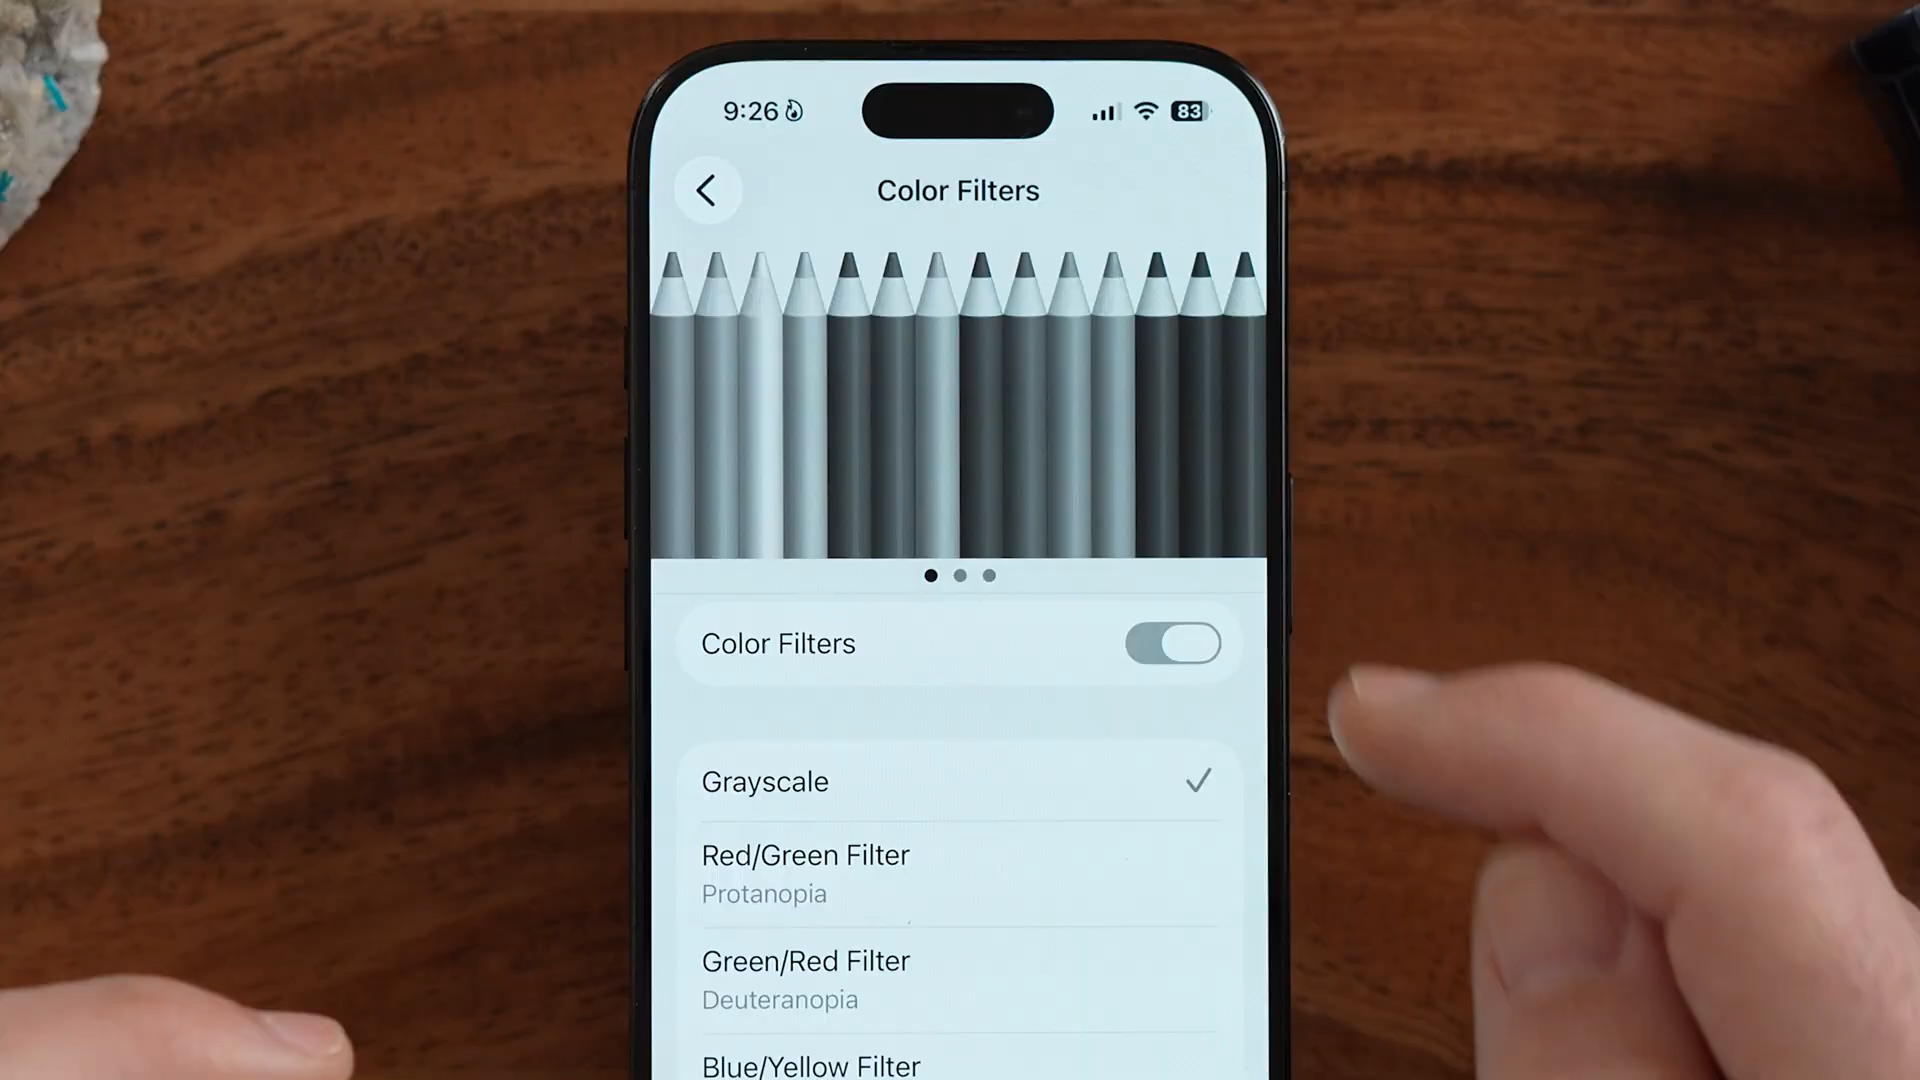 9:26
83
Color Filters
Color Filters
Grayscale
Red/Green Filter
Protanopia
Green/Red Filter
Deuteranopia
Blue/Yellow Filter